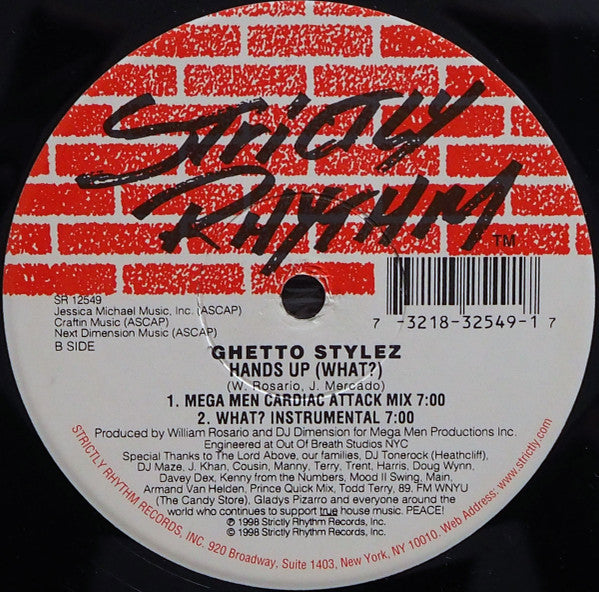 STRICTLY
RHYTHM
TM
SR 12549
Jessica Michael Music, Inc. (ASCAP)
Craftin Music (ASCAP)
Next Dimension Music (ASCAP)
B SIDE
7 -3218-32549-1 7
GHETTO STYLEZ
HANDS UP (WHAT?)
(W. Rosario, J. Mercado)
1. MEGA MEN CARDIAC ATTACK MIX 7:00
2. WHAT? INSTRUMENTAL 7:00
Produced by William Rosario and DJ Dimension for Mega Men Productions Inc.
Engineered at Out Of Breath Studios NYC
Special Thanks to The Lord Above, our families, DJ Tonerock (Heathcliff),
DJ Maze, J. Khan, Cousin, Manny, Terry, Trent, Harris, Doug Wynn,
Davey Dex, Kenny from the Numbers, Mood II Swing, Main,
Armand Van Helden, Prince Quick Mix, Todd Terry, 89. FM WNYU
(The Candy Store), Gladys Pizarro and everyone around the
world who continues to support true house music. PEACE!
℗ 1998 Strictly Rhythm Records, Inc.
© 1998 Strictly Rhythm Records, Inc.
STRICTLY RHYTHM RECORDS, INC. 920 Broadway, Suite 1403, New York, NY 10010. Web Address: www.strictly.com